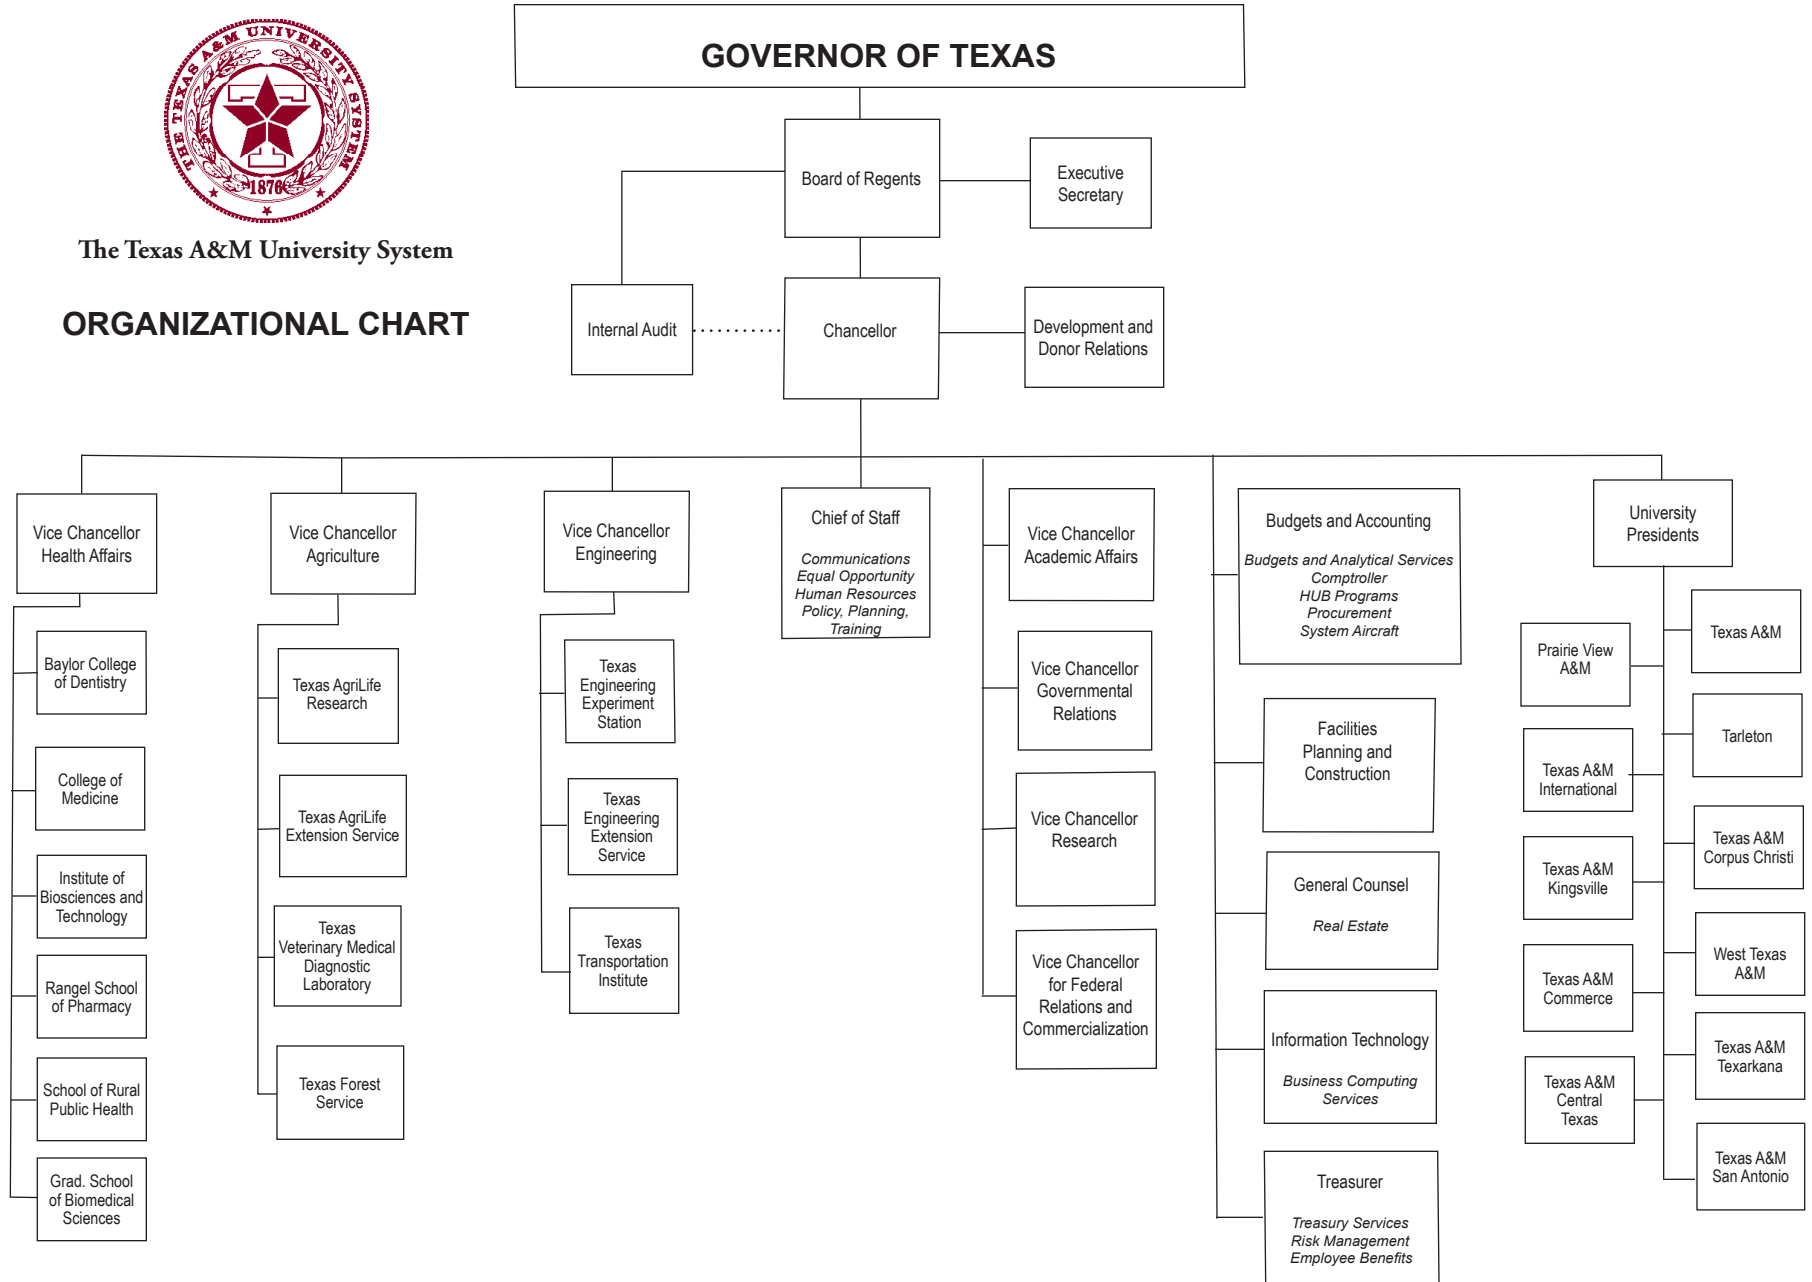 THE TEXAS A&M UNIVERSITY SYSTEM
1876
The Texas A&M University System
ORGANIZATIONAL CHART
GOVERNOR OF TEXAS
Board of Regents
Executive
Secretary
Internal Audit
Chancellor
Development and
Donor Relations
Vice Chancellor
Health Affairs
Baylor College
of Dentistry
College of
Medicine
Institute of
Biosciences and
Technology
Rangel School
of Pharmacy
School of Rural
Public Health
Grad. School
of Biomedical
Sciences
Vice Chancellor
Agriculture
Texas AgriLife
Research
Texas AgriLife
Extension Service
Texas
Veterinary Medical
Diagnostic
Laboratory
Texas Forest
Service
Vice Chancellor
Engineering
Texas
Engineering
Experiment
Station
Texas
Engineering
Extension
Service
Texas
Transportation
Institute
Chief of Staff
Communications
Equal Opportunity
Human Resources
Policy, Planning,
Training
Vice Chancellor
Academic Affairs
Vice Chancellor
Governmental
Relations
Vice Chancellor
Research
Vice Chancellor
for Federal
Relations and
Commercialization
Budgets and Accounting
Budgets and Analytical Services
Comptroller
HUB Programs
Procurement
System Aircraft
Facilities
Planning and
Construction
General Counsel
Real Estate
Information Technology
Business Computing
Services
Treasurer
Treasury Services
Risk Management
Employee Benefits
University
Presidents
Texas A&M
Prairie View
A&M
Tarleton
Texas A&M
International
Texas A&M
Corpus Christi
Texas A&M
Kingsville
West Texas
A&M
Texas A&M
Commerce
Texas A&M
Texarkana
Texas A&M
Central
Texas
Texas A&M
San Antonio